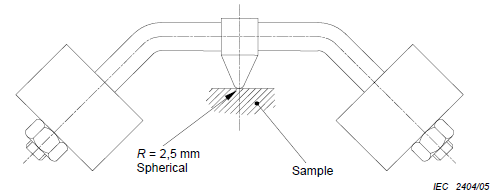 R = 2,5 mm
Spherical
Sample
IEC 2404/05